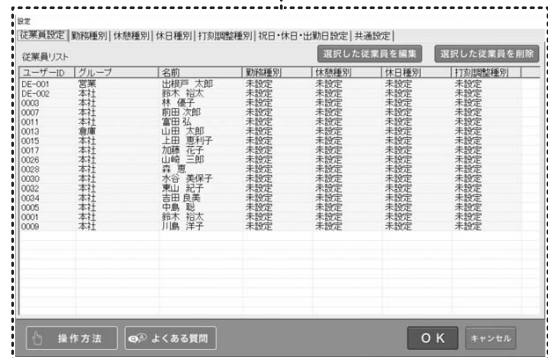 設定
従業員設定 勤務種別 休憩種別 休日種別 打刻調整種別 祝日・休日・出勤日設定 共通設定
従業員リスト 選択した従業員を編集 選択した従業員を削除
ユーザーID グループ 名前 勤務種別 休憩種別 休日種別 打刻調整種別
DE-001 営業 出根戸 太郎 未設定 未設定 未設定 未設定
DE-002 本社 鈴木 裕太 未設定 未設定 未設定 未設定
0003 本社 林 優子 未設定 未設定 未設定 未設定
0007 本社 前田 次郎 未設定 未設定 未設定 未設定
0011 本社 富田 弘 未設定 未設定 未設定 未設定
0013 倉庫 山田 太郎 未設定 未設定 未設定 未設定
0015 本社 上田 恵利子 未設定 未設定 未設定 未設定
0017 本社 加藤 花子 未設定 未設定 未設定 未設定
0026 本社 山崎 三郎 未設定 未設定 未設定 未設定
0028 本社 森 恵 未設定 未設定 未設定 未設定
0030 本社 水谷 美保子 未設定 未設定 未設定 未設定
0032 本社 東山 紀子 未設定 未設定 未設定 未設定
0034 本社 吉田 良美 未設定 未設定 未設定 未設定
0005 本社 中島 聡 未設定 未設定 未設定 未設定
0001 本社 鈴木 裕太 未設定 未設定 未設定 未設定
0009 本社 川島 洋子 未設定 未設定 未設定 未設定
操作方法 Q A よくある質問 OK キャンセル